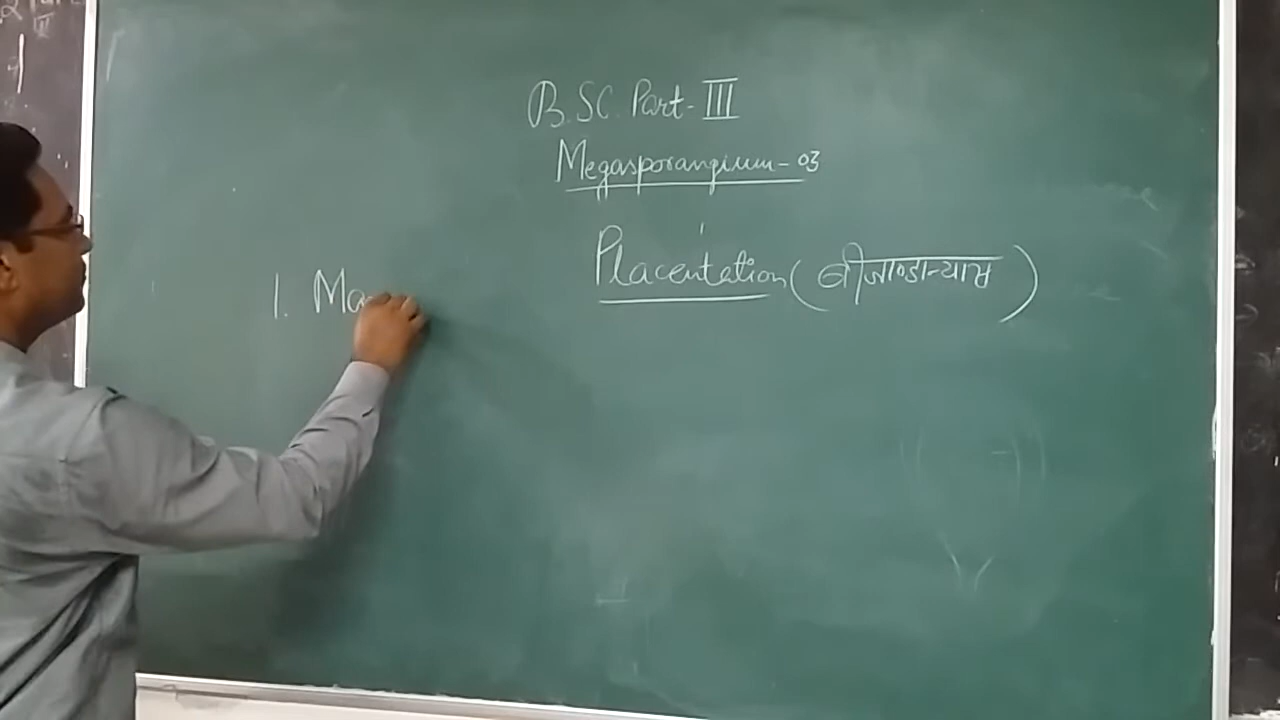 B.SC. Part-III
Megasporangium-03
Placentation (बीजाण्डान्यास)
1. Ma